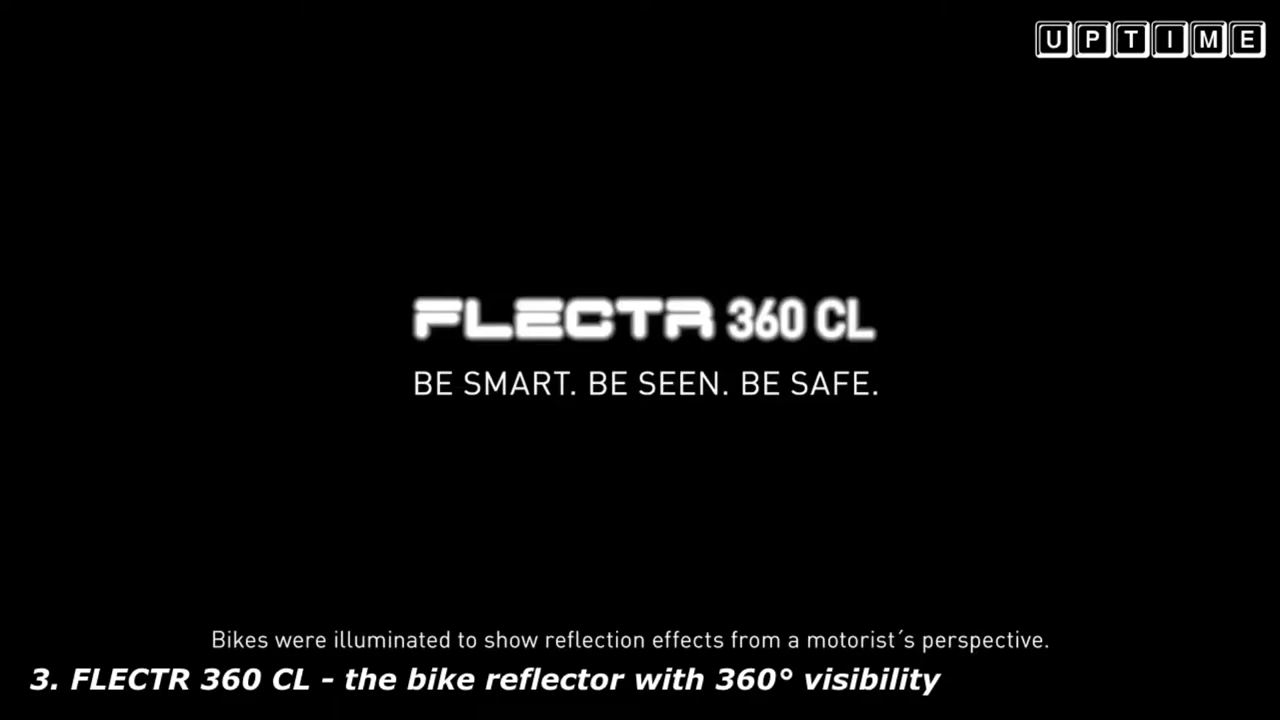 UPTIME
FLECTR 360 CL
BE SMART. BE SEEN. BE SAFE.
Bikes were illuminated to show reflection effects from a motorist´s perspective.
3. FLECTR 360 CL - the bike reflector with 360° visibility